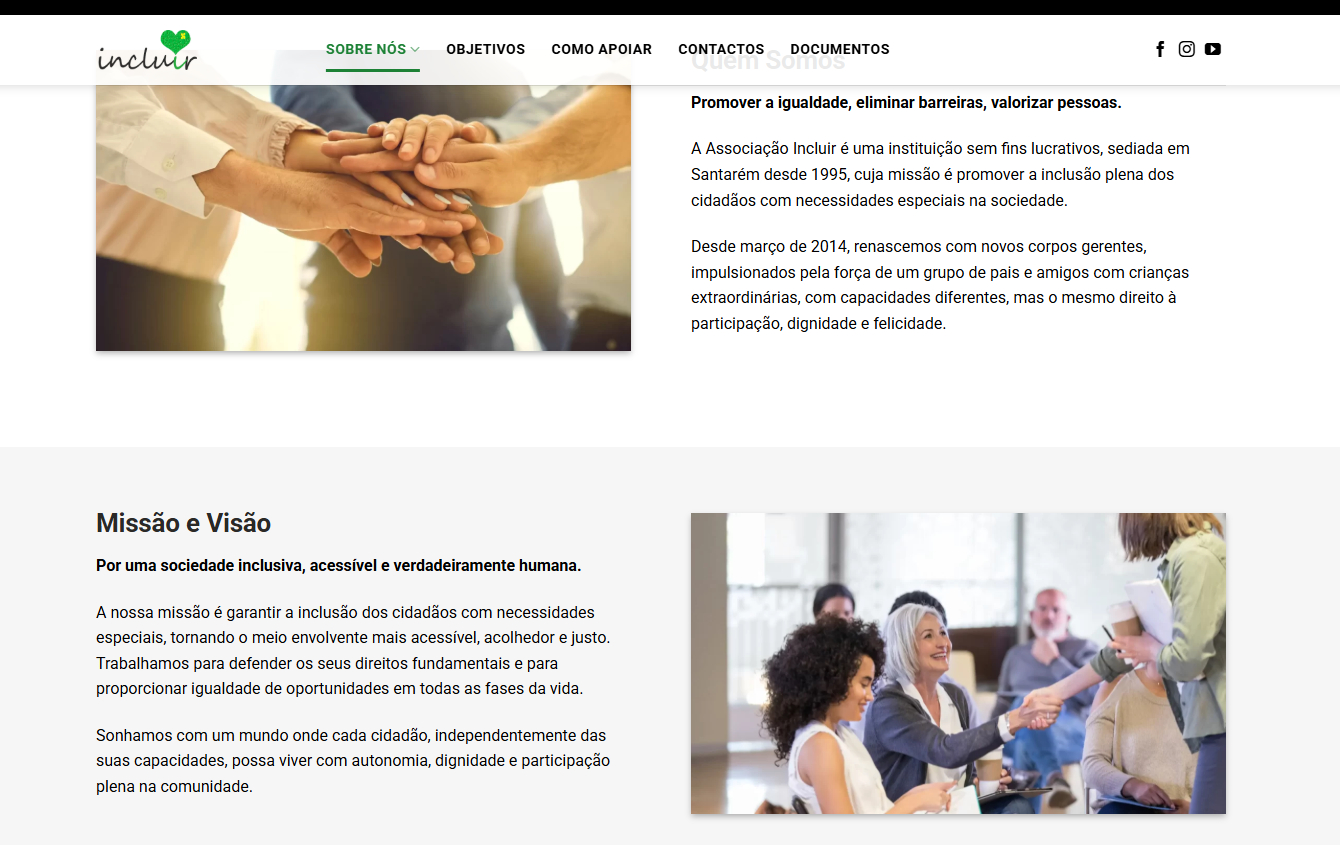 incluir
SOBRE NÓS
OBJETIVOS
COMO APOIAR
CONTACTOS
DOCUMENTOS
Quem Somos
Promover a igualdade, eliminar barreiras, valorizar pessoas.
A Associação Incluir é uma instituição sem fins lucrativos, sediada em
Santarém desde 1995, cuja missão é promover a inclusão plena dos
cidadãos com necessidades especiais na sociedade.
Desde março de 2014, renascemos com novos corpos gerentes,
impulsionados pela força de um grupo de pais e amigos com crianças
extraordinárias, com capacidades diferentes, mas o mesmo direito à
participação, dignidade e felicidade.
Missão e Visão
Por uma sociedade inclusiva, acessível e verdadeiramente humana.
A nossa missão é garantir a inclusão dos cidadãos com necessidades
especiais, tornando o meio envolvente mais acessível, acolhedor e justo.
Trabalhamos para defender os seus direitos fundamentais e para
proporcionar igualdade de oportunidades em todas as fases da vida.
Sonhamos com um mundo onde cada cidadão, independentemente das
suas capacidades, possa viver com autonomia, dignidade e participação
plena na comunidade.